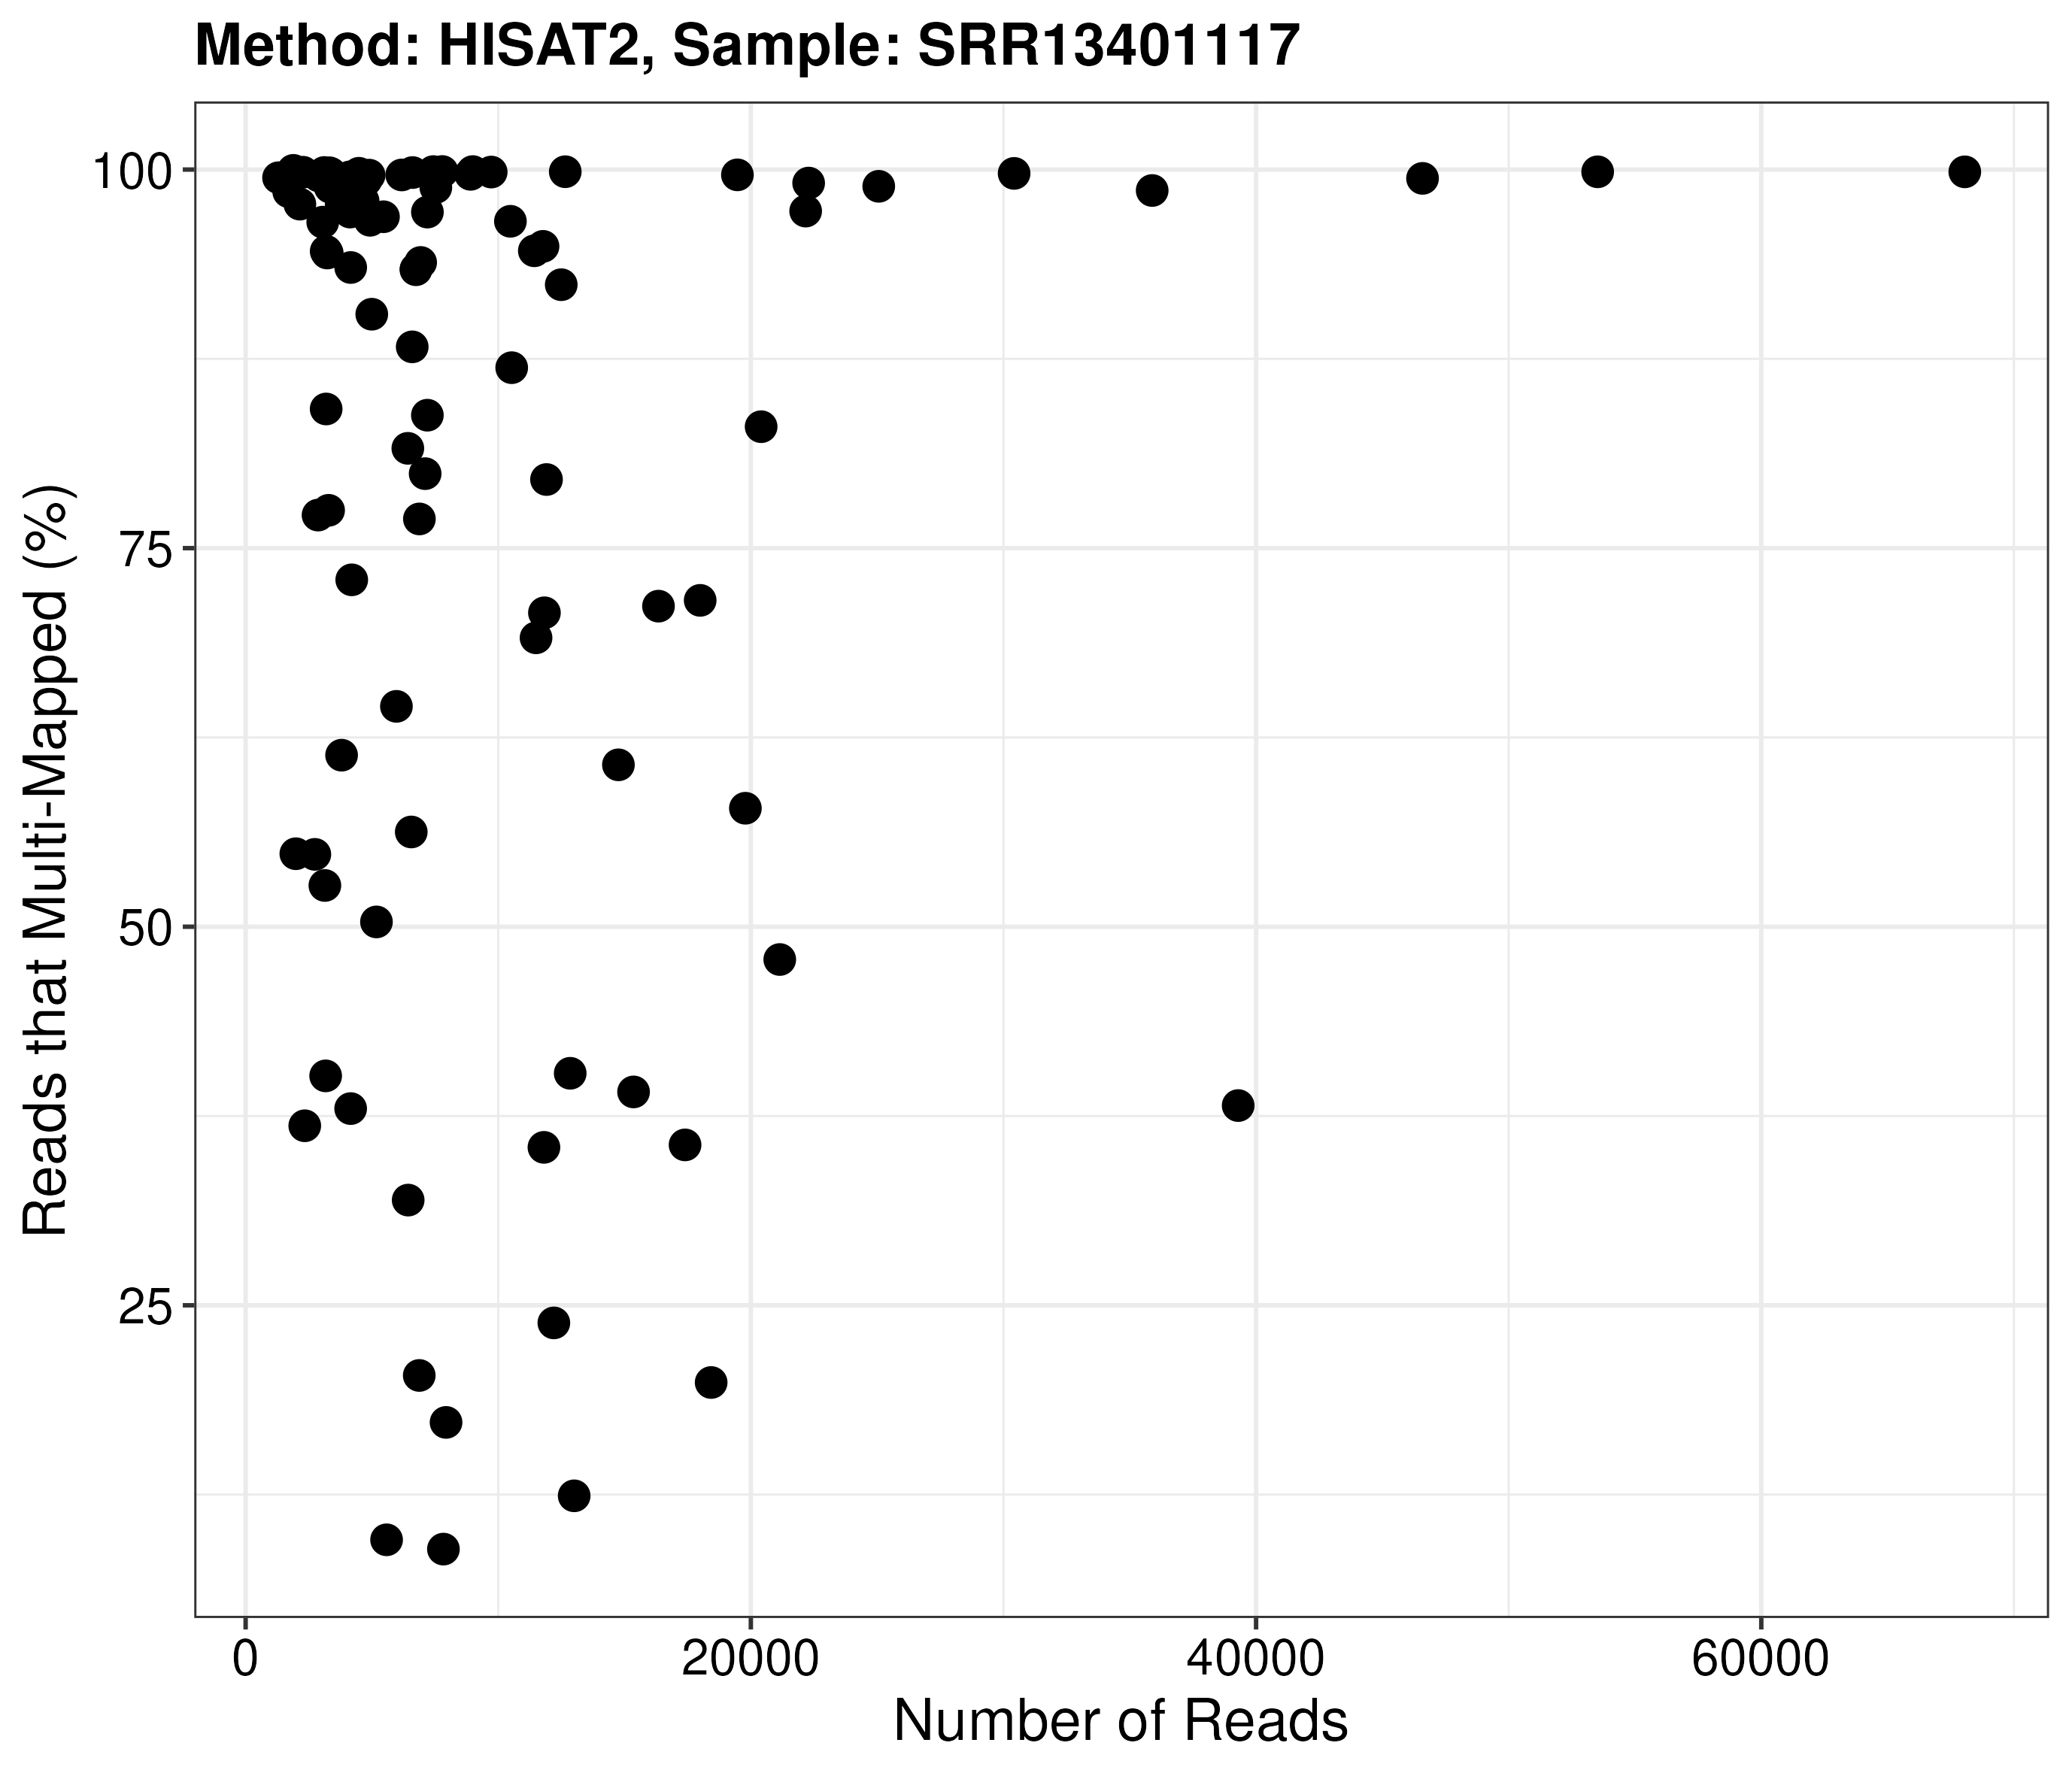 Method: HISAT2, Sample: SRR13401117
Reads that Multi-Mapped (%)
100
75
50
25
0 20000 40000 60000
Number of Reads